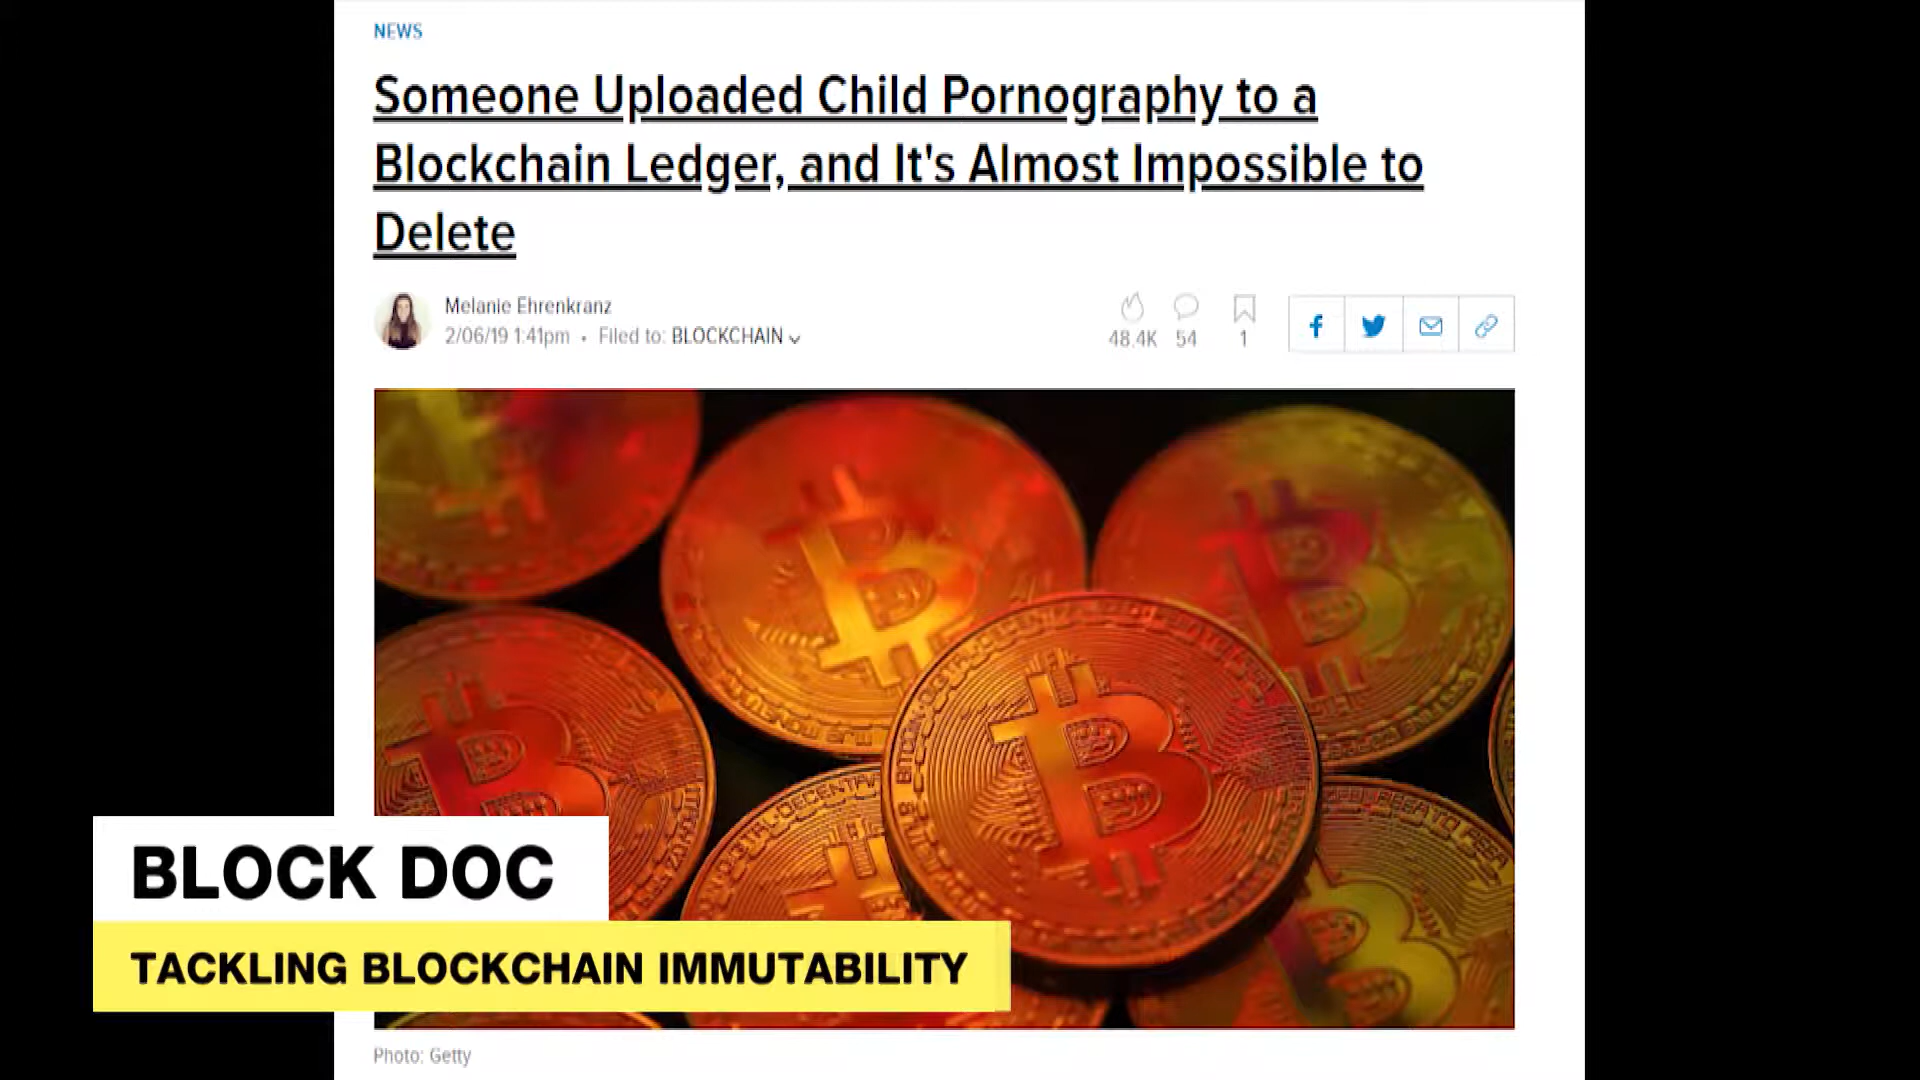 NEWS
Someone Uploaded Child Pornography to a
Blockchain Ledger, and It's Almost Impossible to
Delete
Melanie Ehrenkranz
2/06/19 1:41pm • Filed to: BLOCKCHAIN
48.4K 54 1
BLOCK DOC
TACKLING BLOCKCHAIN IMMUTABILITY
Photo: Getty